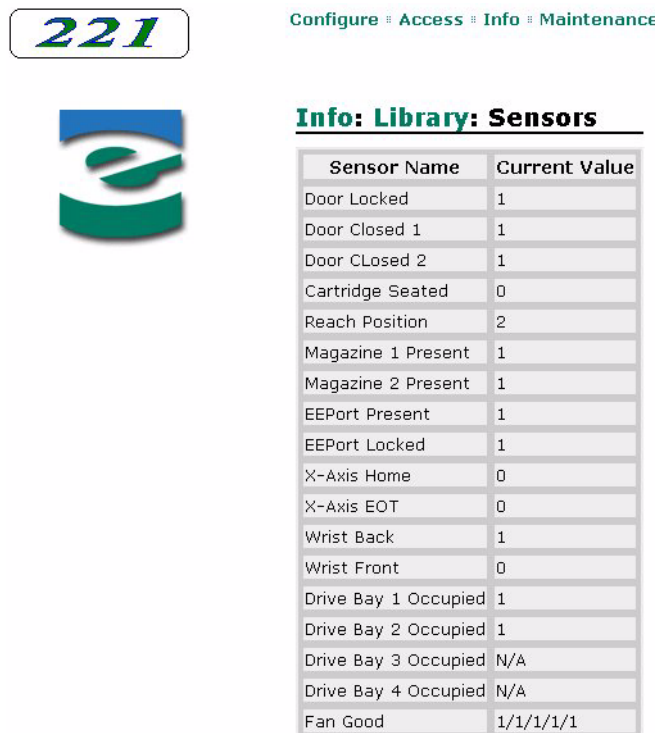 221
Configure Access Info Maintenance
Info: Library: Sensors
Sensor Name Current Value
Door Locked 1
Door Closed 1 1
Door CLosed 2 1
Cartridge Seated 0
Reach Position 2
Magazine 1 Present 1
Magazine 2 Present 1
EEPort Present 1
EEPort Locked 1
X-Axis Home 0
X-Axis EOT 0
Wrist Back 1
Wrist Front 0
Drive Bay 1 Occupied 1
Drive Bay 2 Occupied 1
Drive Bay 3 Occupied N/A
Drive Bay 4 Occupied N/A
Fan Good 1/1/1/1/1